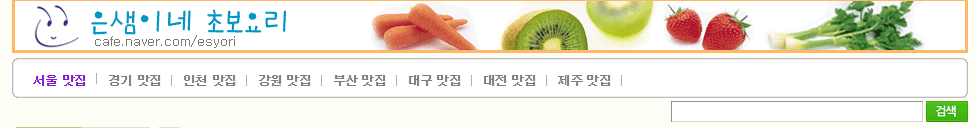 은샘이네 초보요리
cafe.naver.com/esyori
서울 맛집 | 경기 맛집 | 인천 맛집 | 강원 맛집 | 부산 맛집 | 대구 맛집 | 대전 맛집 | 제주 맛집 |
검색